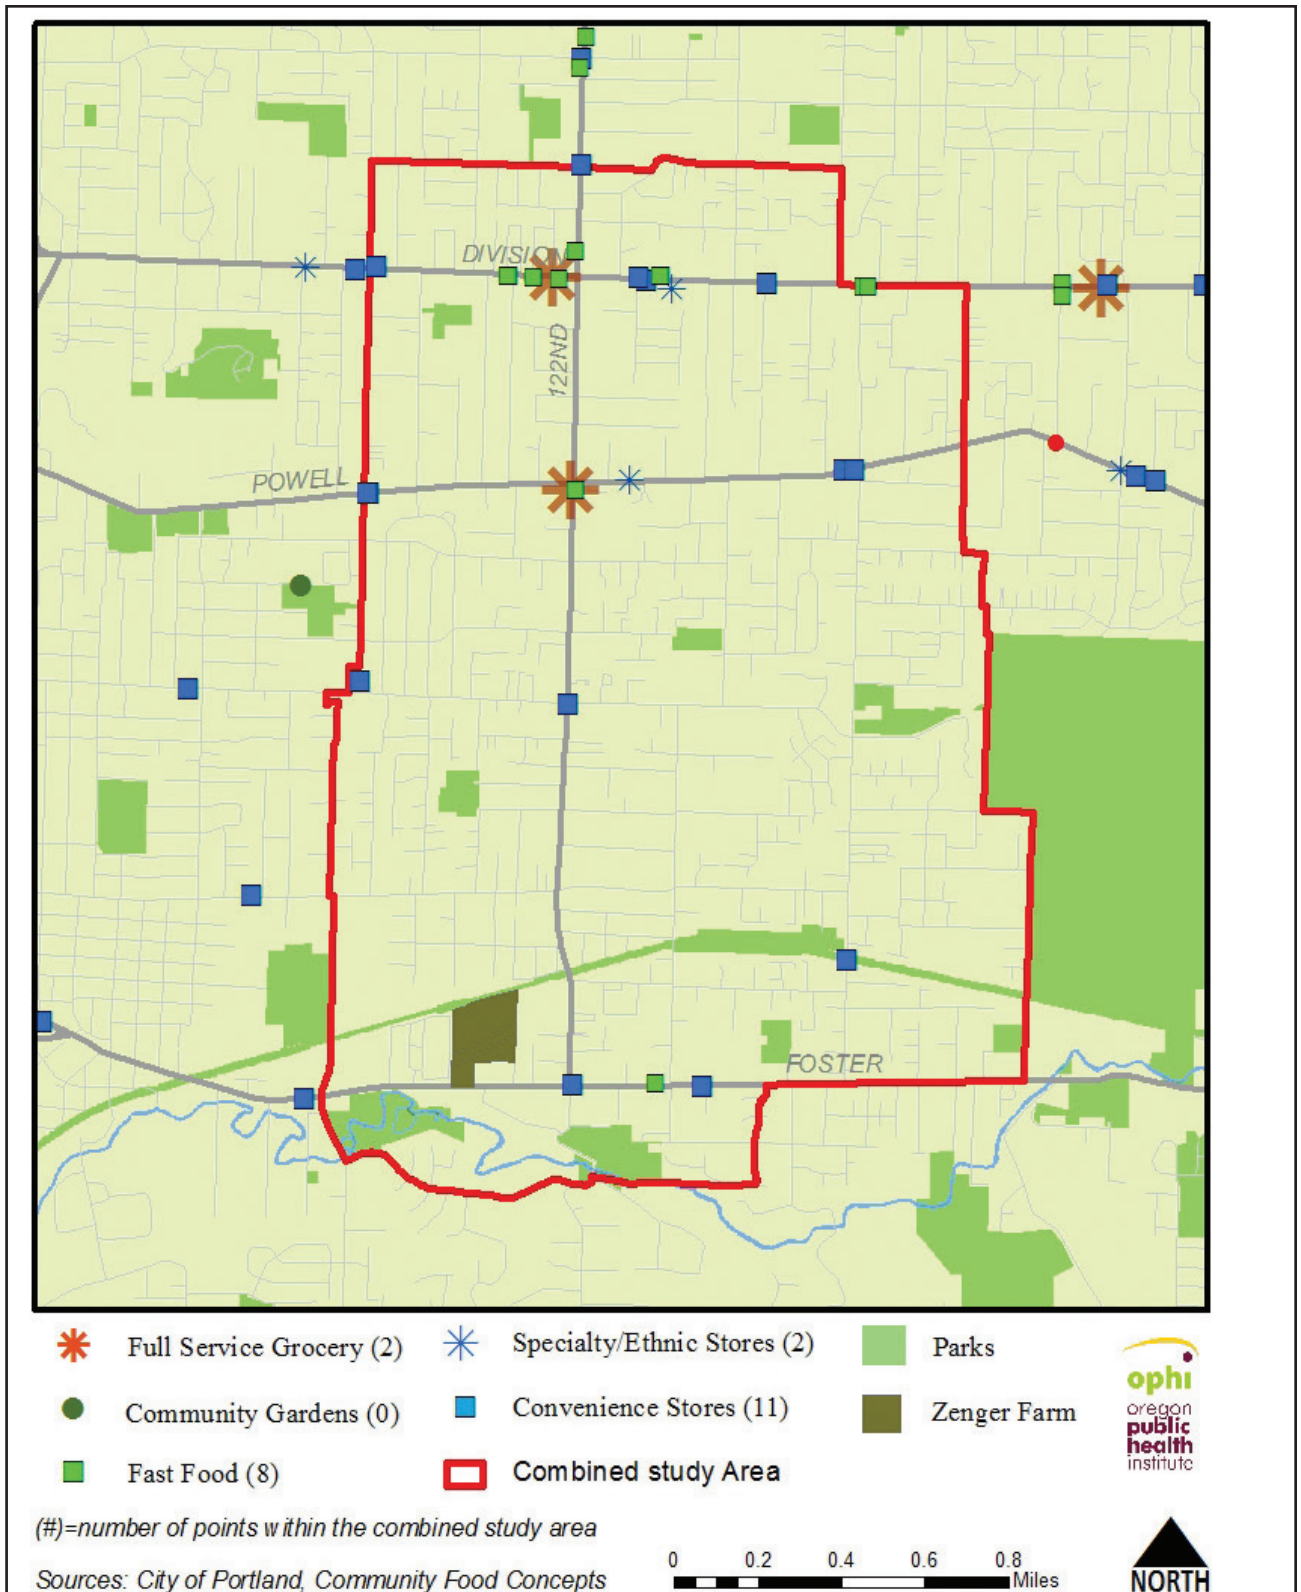 DIVISION
122ND
POWELL
FOSTER
Full Service Grocery (2)
Specialty/Ethnic Stores (2)
Parks
Community Gardens (0)
Convenience Stores (11)
Zenger Farm
Fast Food (8)
Combined study Area
ophi
oregon
public
health
institute
(#)=number of points within the combined study area
Sources: City of Portland, Community Food Concepts
0 0.2 0.4 0.6 0.8
Miles
NORTH